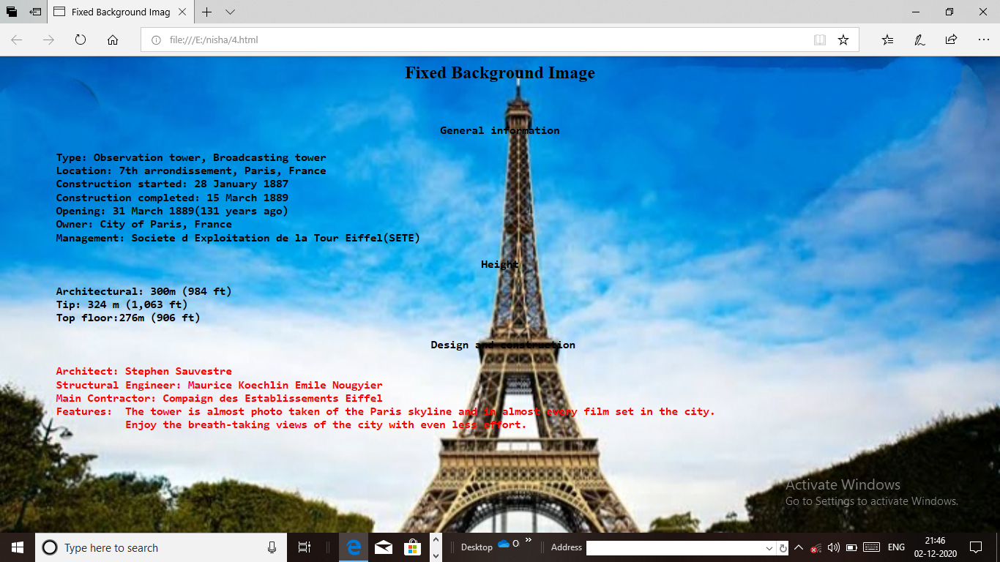 Fixed Background Imag
file:///E:/nisha/4.html
Fixed Background Image
General information
Type: Observation tower, Broadcasting tower
Location: 7th arrondissement, Paris, France
Construction started: 28 January 1887
Construction completed: 15 March 1889
Opening: 31 March 1889(131 years ago)
Owner: City of Paris, France
Management: Societe d Exploitation de la Tour Eiffel(SETE)
Height
Architectural: 300m (984 ft)
Tip: 324 m (1,063 ft)
Top floor:276m (906 ft)
Design and construction
Architect: Stephen Sauvestre
Structural Engineer: Maurice Koechlin Emile Nougyier
Main Contractor: Compaign des Establissements Eiffel
Features: The tower is almost photo taken of the Paris skyline and in almost every film set in the city.
Enjoy the breath-taking views of the city with even less effort.
Activate Windows
Go to Settings to activate Windows.
Type here to search
Desktop
O
Address
ENG
21:46
02-12-2020